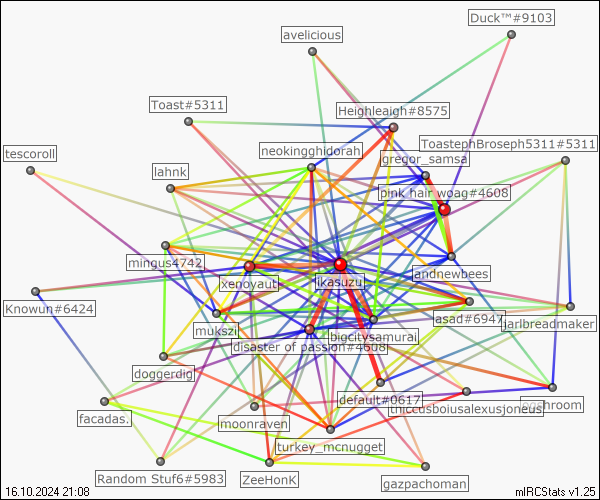 Duck™#9103
avelicious
Toast#5311
Heighleaigh#8575
ToastephBroseph5311#5311
neokingghidorah
tescoroll
gregor_samsa
lahnk
pink hair woag#4608
mingus4742
andnewbees
xenoyaut
ikasuzu
Knowun#6424
asad#6947
jarlbreadmaker
mukszi
bigcitysamurai
disaster of passion#4608
doggerdig
default#0617
thiccusboiusalexusjoneus
facadas.
moonraven
turkey_mcnugget
Random Stuf6#5983
ZeeHonK
gazpachoman
16.10.2024 21:08
mIRCStats v1.25